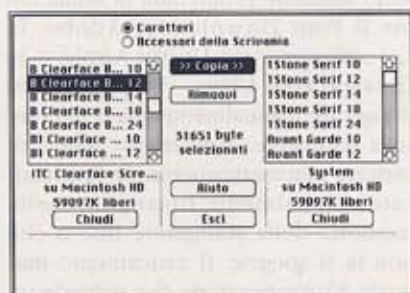 Caratteri
Accessori della Scrivania
B Clearface B... 10
B Clearface B... 12
B Clearface B... 14
B Clearface B... 18
B Clearface B... 24
BI Clearface ... 10
BI Clearface ... 12
>> Copia >>
Rimuovi
31651 byte
selezionati
Aiuto
Esci
1Stone Serif 10
1Stone Serif 12
1Stone Serif 14
1Stone Serif 18
1Stone Serif 24
Avant Garde 10
Avant Garde 12
ITC Clearface Scre...
su Macintosh HD
59097K liberi
Chiudi
System
su Macintosh HD
59097K liberi
Chiudi